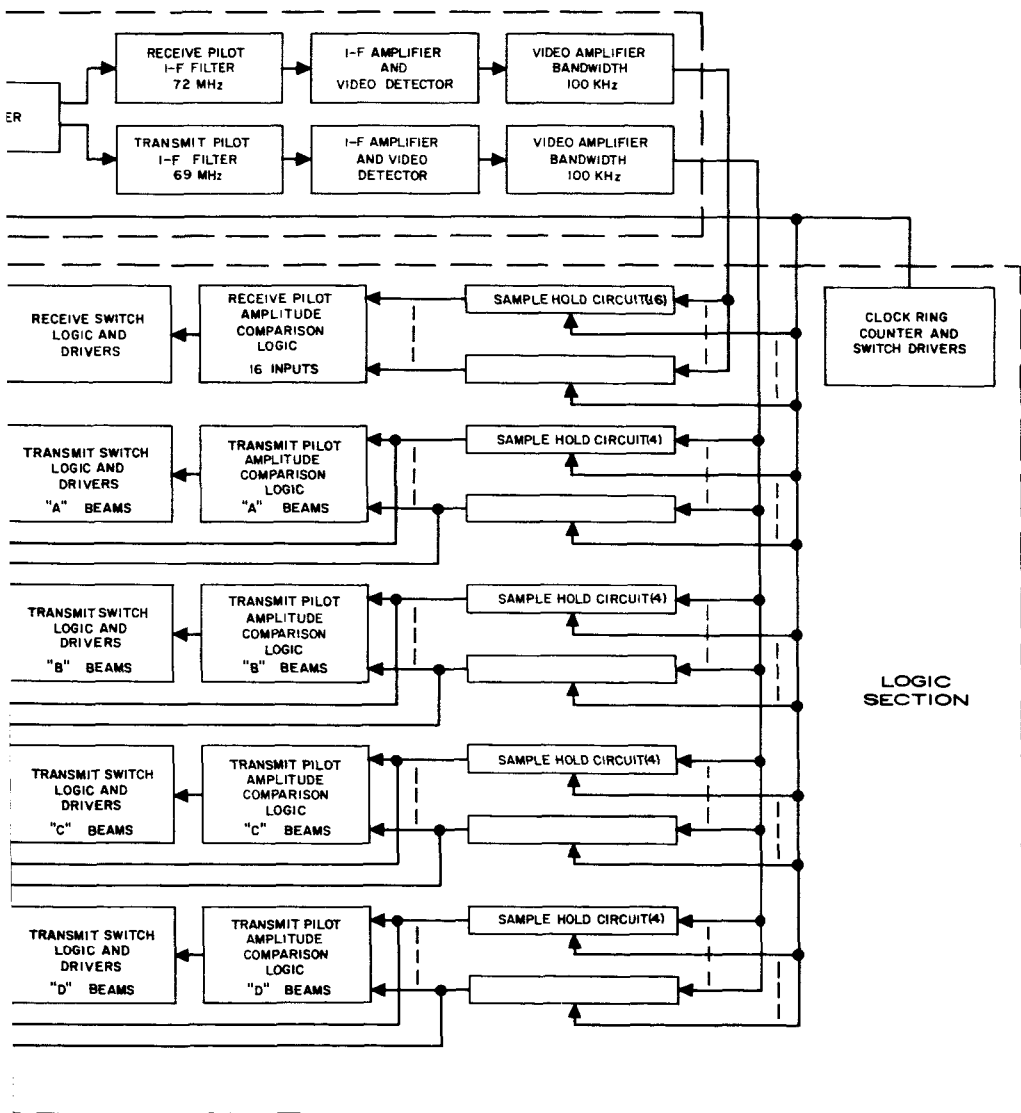 RECEIVE PILOT
I-F FILTER
72 MHz
I-F AMPLIFIER
AND
VIDEO DETECTOR
VIDEO AMPLIFIER
BANDWIDTH
100 KHz
ER
TRANSMIT PILOT
I-F FILTER
69 MHz
I-F AMPLIFIER
AND VIDEO
DETECTOR
VIDEO AMPLIFIER
BANDWIDTH
100 KHz
RECEIVE SWITCH
LOGIC AND
DRIVERS
RECEIVE PILOT
AMPLITUDE
COMPARISON
LOGIC
16 INPUTS
SAMPLE HOLD CIRCUIT(16)
CLOCK RING
COUNTER AND
SWITCH DRIVERS
TRANSMIT SWITCH
LOGIC AND
DRIVERS
"A" BEAMS
TRANSMIT PILOT
AMPLITUDE
COMPARISON
LOGIC
"A" BEAMS
SAMPLE HOLD CIRCUIT(4)
TRANSMIT SWITCH
LOGIC AND
DRIVERS
"B" BEAMS
TRANSMIT PILOT
AMPLITUDE
COMPARISON
LOGIC
"B" BEAMS
SAMPLE HOLD CIRCUIT(4)
LOGIC
SECTION
TRANSMIT SWITCH
LOGIC AND
DRIVERS
"C" BEAMS
TRANSMIT PILOT
AMPLITUDE
COMPARISON
LOGIC
"C" BEAMS
SAMPLE HOLD CIRCUIT(4)
TRANSMIT SWITCH
LOGIC AND
DRIVERS
"D" BEAMS
TRANSMIT PILOT
AMPLITUDE
COMPARISON
LOGIC
"D" BEAMS
SAMPLE HOLD CIRCUIT(4)